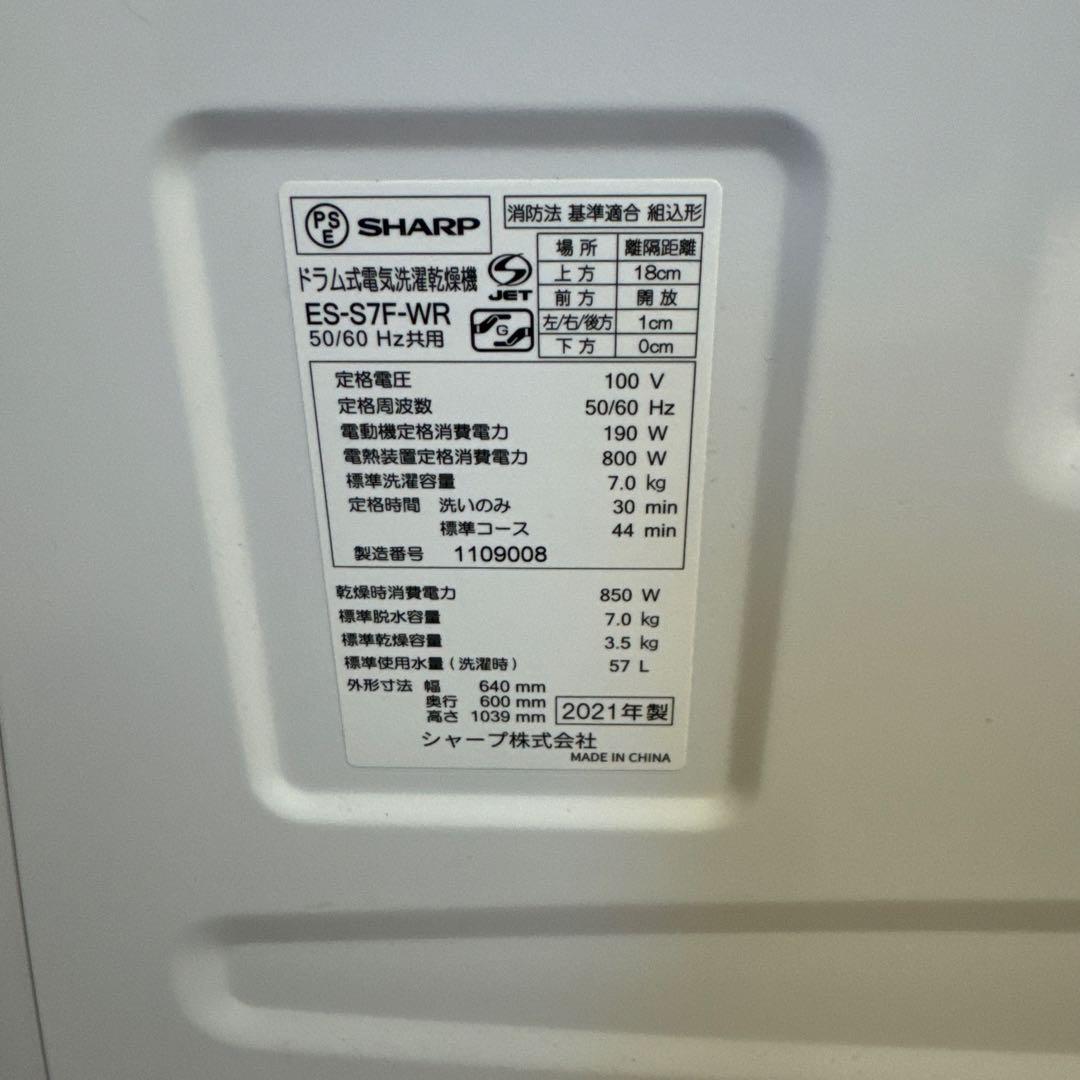 PSE SHARP
消防法 基準適合 組込形
ドラム式電気洗濯乾燥機
ES-S7F-WR
50/60 Hz共用
S JET
G
場所 離隔距離
上方 18cm
前方 開放
左/右/後方 1cm
下方 0cm
定格電圧 100 V
定格周波数 50/60 Hz
電動機定格消費電力 190 W
電熱装置定格消費電力 800 W
標準洗濯容量 7.0 kg
定格時間 洗いのみ 30 min
標準コース 44 min
製造番号 1109008
乾燥時消費電力 850 W
標準脱水容量 7.0 kg
標準乾燥容量 3.5 kg
標準使用水量(洗濯時) 57 L
外形寸法 幅 640 mm
奥行 600 mm
高さ 1039 mm
2021年製
シャープ株式会社
MADE IN CHINA